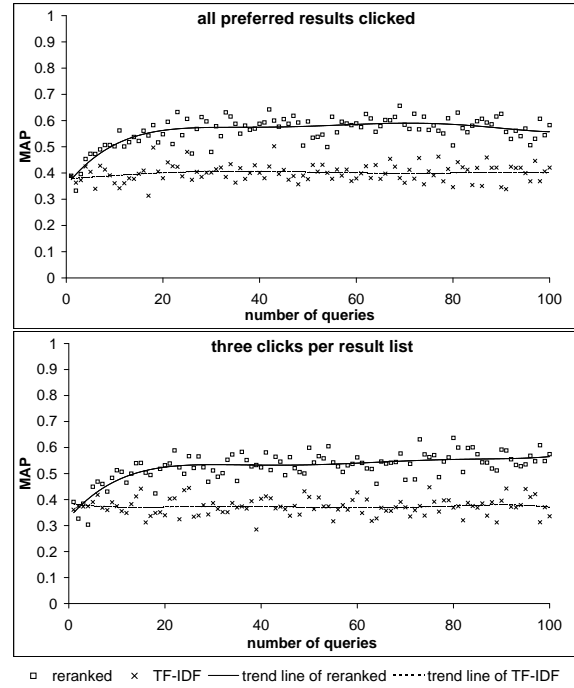 all preferred results clicked
1
0.9
0.8
0.7
0.6
0.5
0.4
0.3
0.2
0.1
0
MAP
0 20 40 60 80 100
number of queries
three clicks per result list
1
0.9
0.8
0.7
0.6
0.5
0.4
0.3
0.2
0.1
0
MAP
0 20 40 60 80 100
number of queries
reranked TF-IDF trend line of reranked trend line of TF-IDF